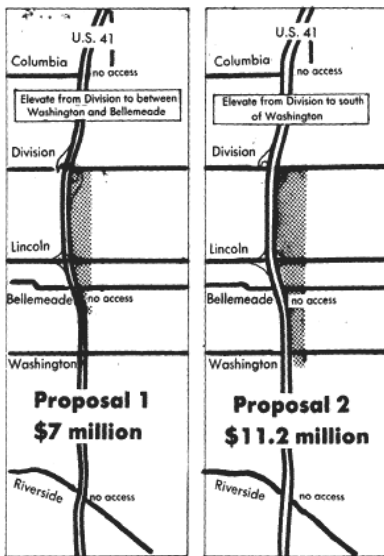 U.S. 41
Columbia
no access
Elevate from Division to between
Washington and Bellemeade
Division
Lincoln
Bellemeade
no access
Washington
Proposal 1
$7 million
Riverside
no access
U.S. 41
Columbia
no access
Elevate from Division to south
of Washington
Division
Lincoln
Bellemeade
no access
Washington
Proposal 2
$11.2 million
Riverside
no access